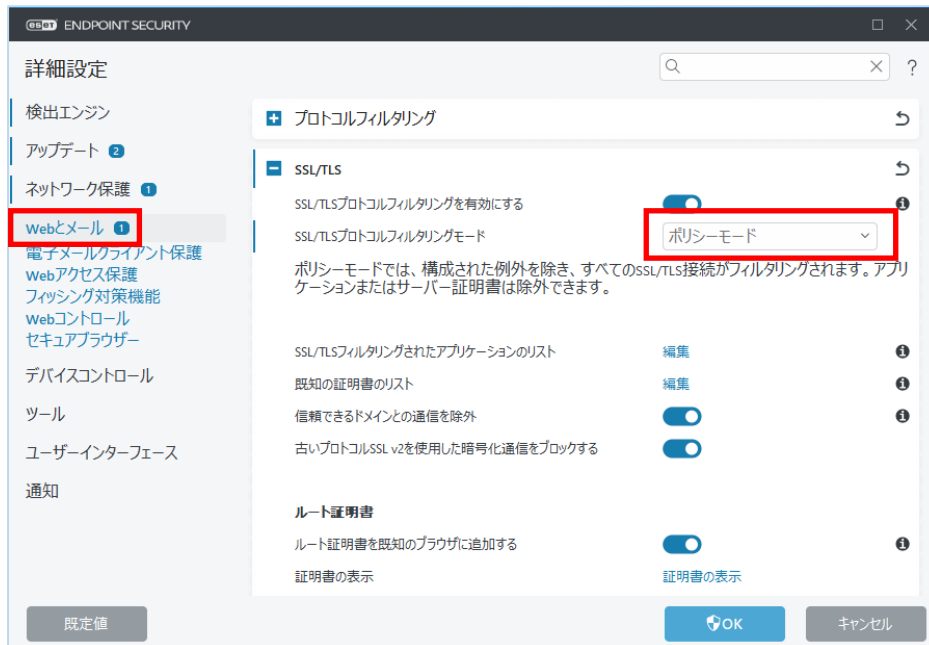 eset ENDPOINT SECURITY
詳細設定
?
検出エンジン
アップデート 2
ネットワーク保護 1
Webとメール 1
電子メールクライアント保護
Webアクセス保護
フィッシング対策機能
Webコントロール
セキュアブラウザー
デバイスコントロール
ツール
ユーザーインターフェース
通知
プロトコルフィルタリング
SSL/TLS
SSL/TLSプロトコルフィルタリングを有効にする
SSL/TLSプロトコルフィルタリングモード ポリシーモード
ポリシーモードでは、構成された例外を除き、すべてのSSL/TLS接続がフィルタリングされます。アプリ
ケーションまたはサーバー証明書は除外できます。
SSL/TLSフィルタリングされたアプリケーションのリスト 編集
既知の証明書のリスト 編集
信頼できるドメインとの通信を除外
古いプロトコルSSL v2を使用した暗号化通信をブロックする
ルート証明書
ルート証明書を既知のブラウザに追加する
証明書の表示 証明書の表示
既定値 OK キャンセル